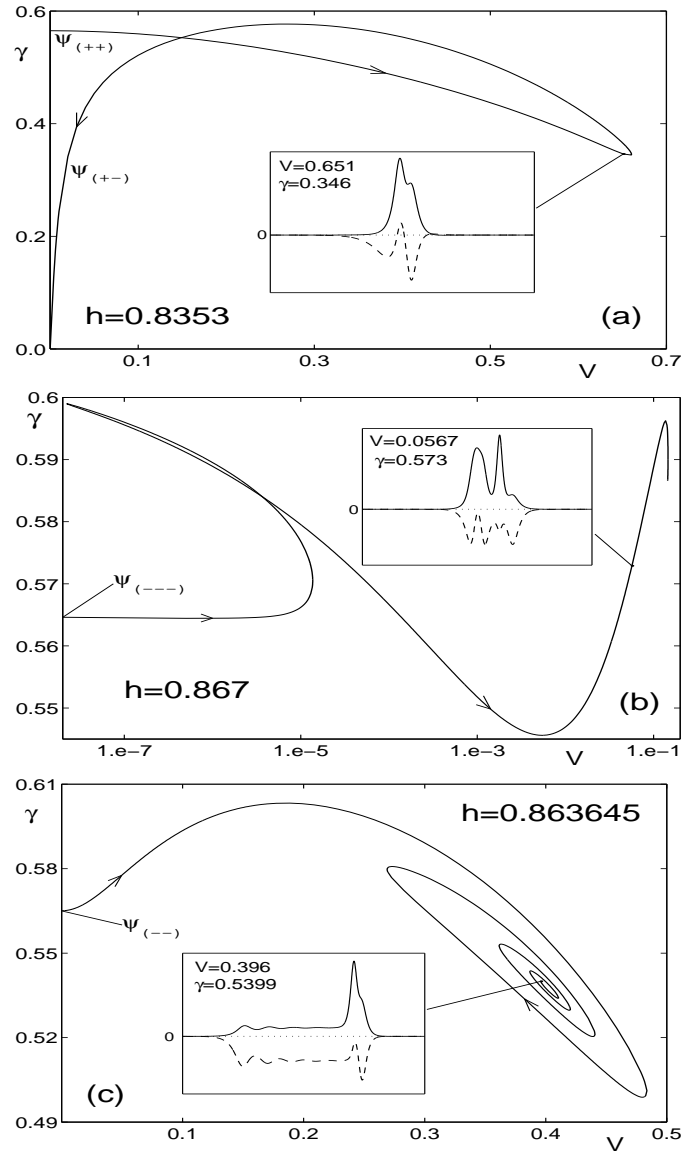 0.6
γ
ψ(++)
0.4
ψ(+−)
V=0.651
γ=0.346
0
0.2
h=0.8353
(a)
0.0
0.1
0.3
0.5
V
0.7
0.6
γ
0.59
V=0.0567
γ=0.573
0
0.58
0.57
ψ(−−−)
0.56
h=0.867
(b)
0.55
1.e−7
1.e−5
1.e−3
V
1.e−1
0.61
γ
h=0.863645
0.58
ψ(−−)
0.55
V=0.396
γ=0.5399
0
0.52
(c)
0.49
0.1
0.2
0.3
0.4
V
0.5